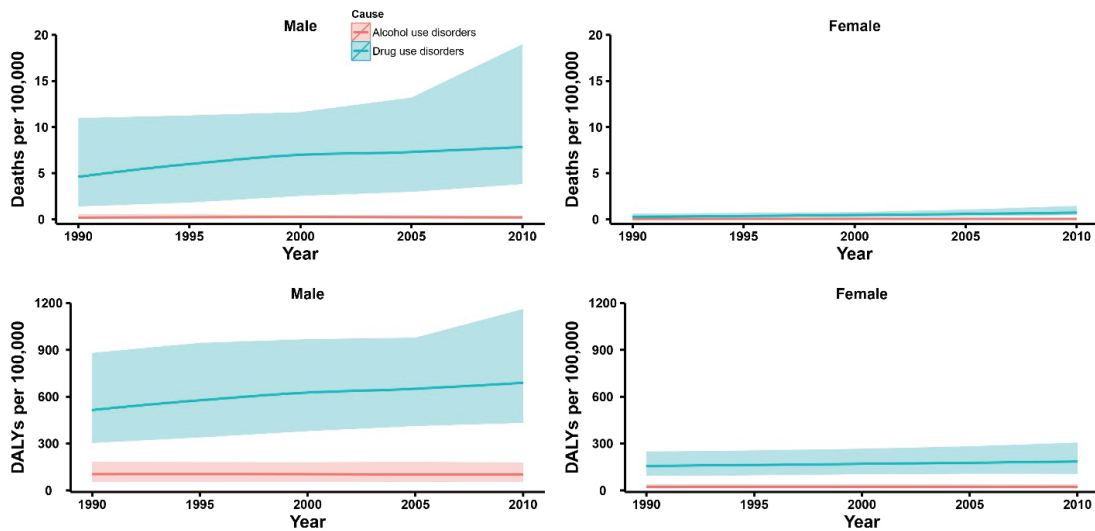 Cause
Alcohol use disorders
Drug use disorders
Male
Deaths per 100,000
20
15
10
5
0
1990
1995
2000
2005
2010
Year
Female
Deaths per 100,000
20
15
10
5
0
1990
1995
2000
2005
2010
Year
Male
DALYs per 100,000
1200
900
600
300
0
1990
1995
2000
2005
2010
Year
Female
DALYs per 100,000
1200
900
600
300
0
1990
1995
2000
2005
2010
Year